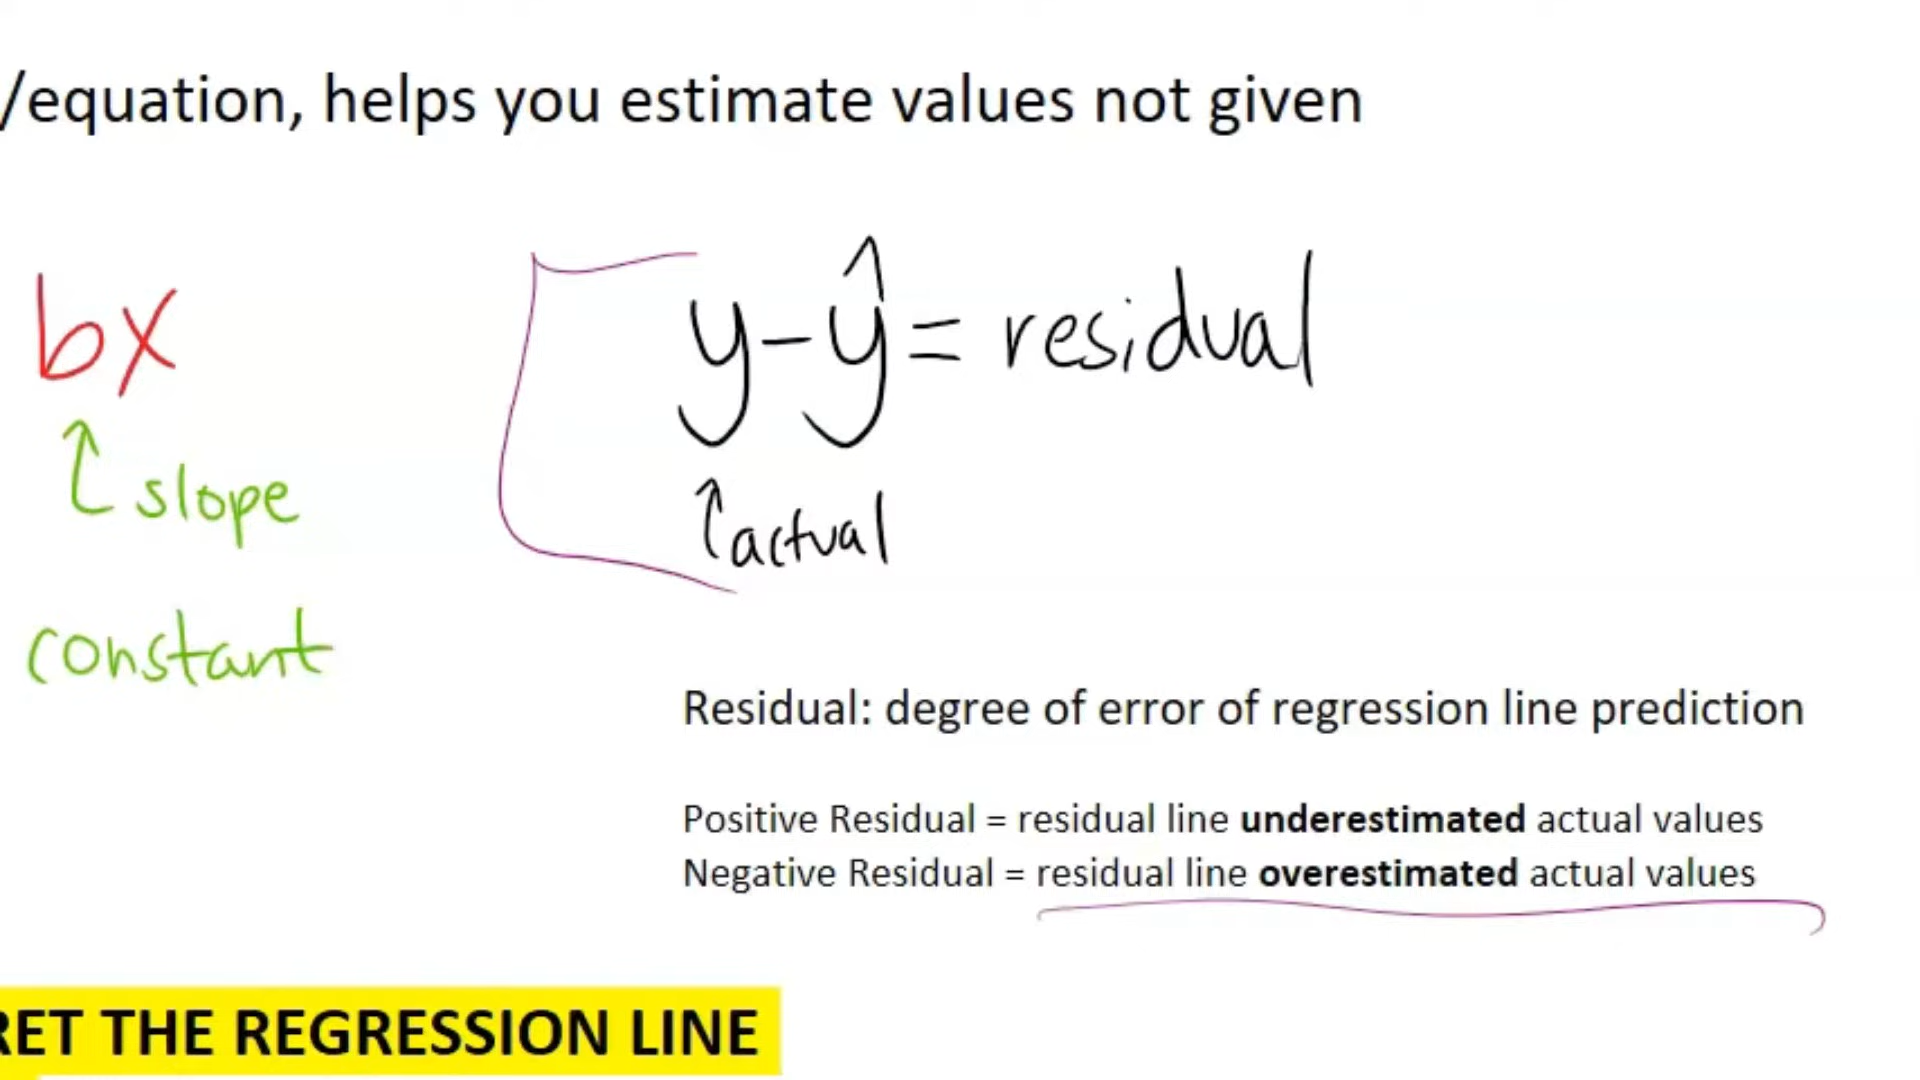 /equation, helps you estimate values not given
bx
y-ŷ= residual
slope
actual
constant
Residual: degree of error of regression line prediction
Positive Residual = residual line underestimated actual values
Negative Residual = residual line overestimated actual values
RET THE REGRESSION LINE